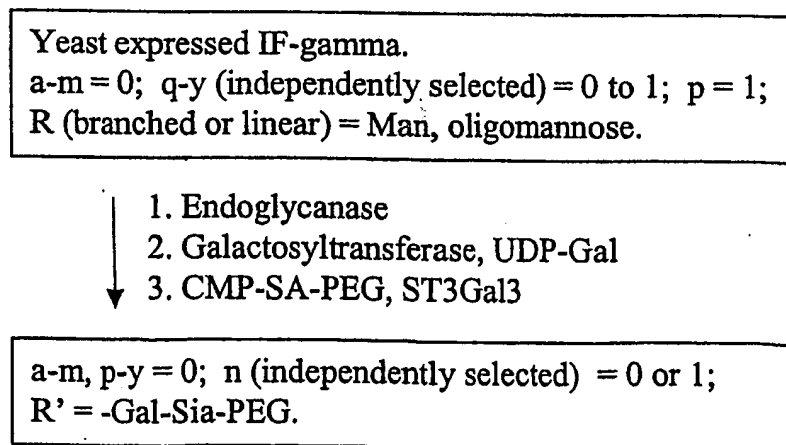 Yeast expressed IF-gamma.
a-m = 0; q-y (independently selected) = 0 to 1; p = 1;
R (branched or linear) = Man, oligomannose.
1. Endoglycanase
2. Galactosyltransferase, UDP-Gal
3. CMP-SA-PEG, ST3Gal3
a-m, p-y = 0; n (independently selected) = 0 or 1;
R' = -Gal-Sia-PEG.